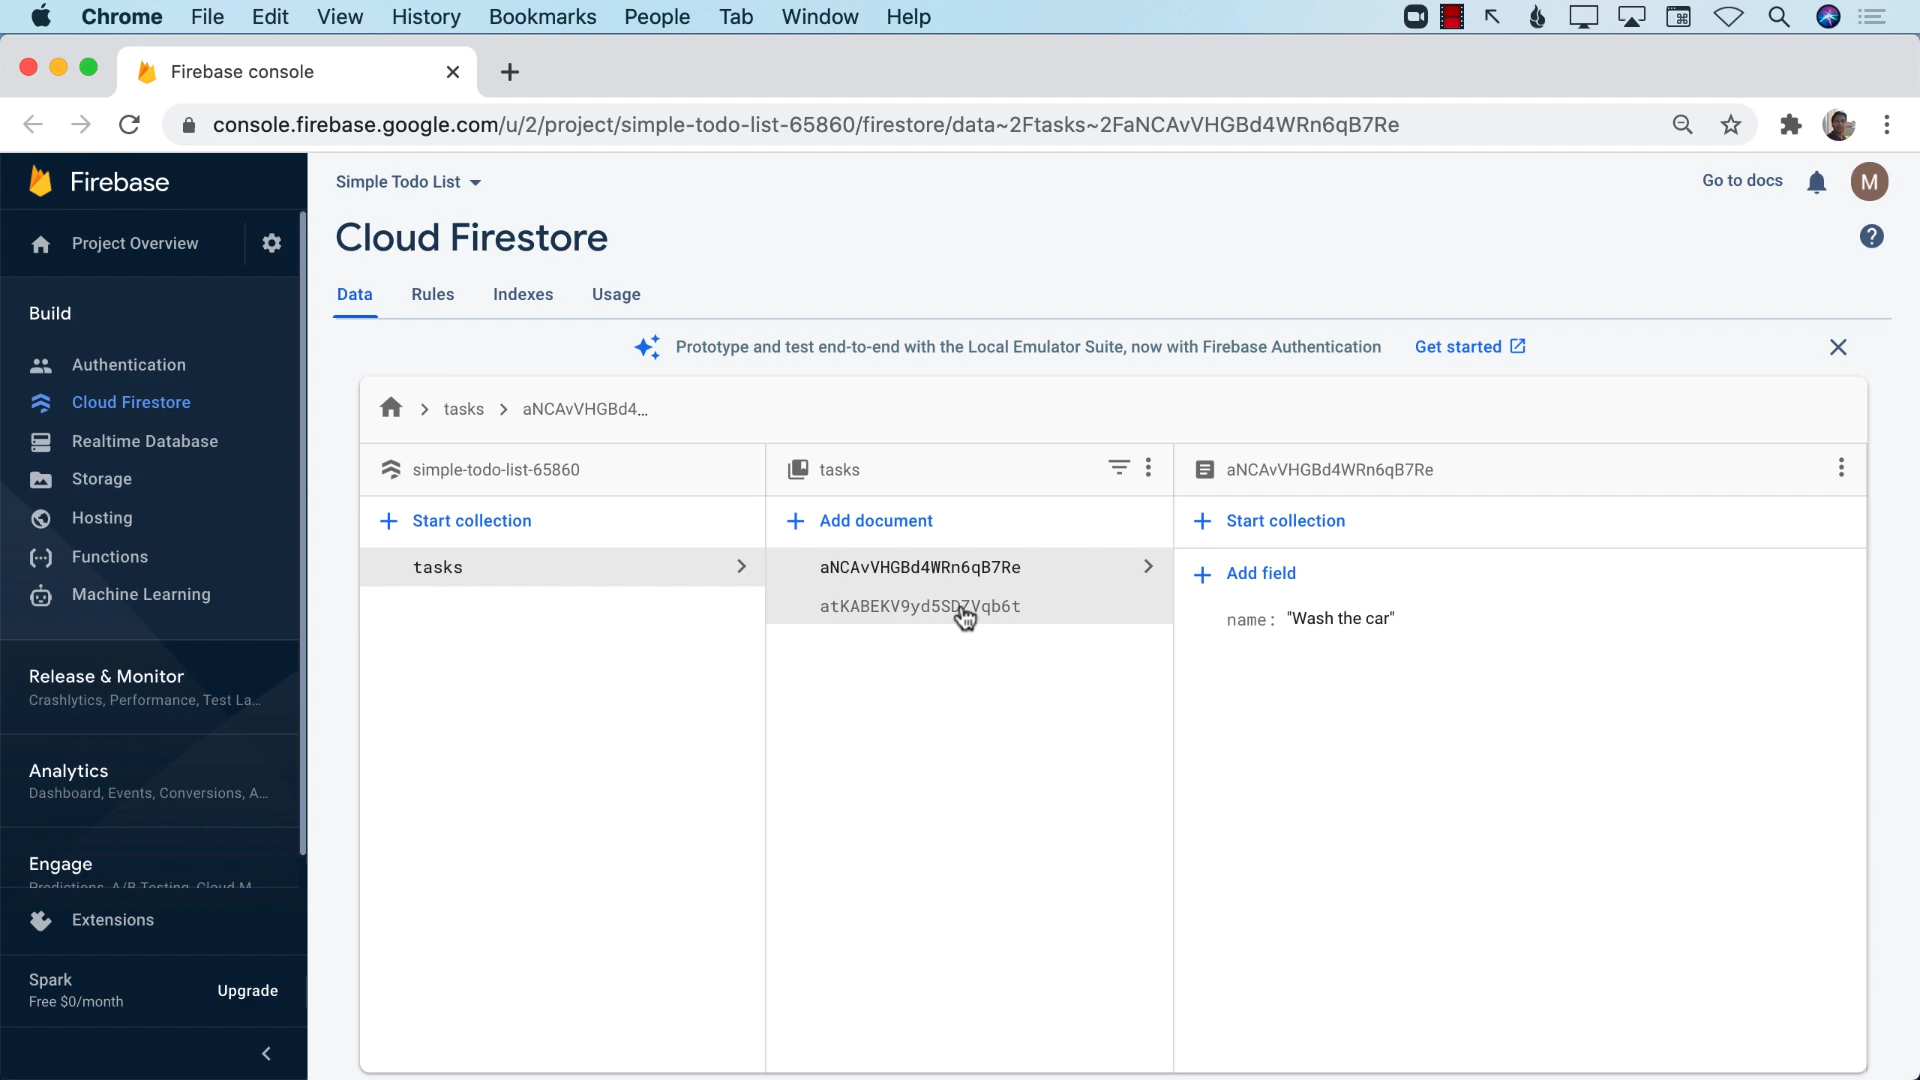 Chrome File Edit View History Bookmarks People Tab Window Help
Firebase console
console.firebase.google.com/u/2/project/simple-todo-list-65860/firestore/data~2Ftasks~2FaNCAvVHGBd4WRn6qB7Re
Firebase
Simple Todo List
Go to docs
M
Project Overview
Cloud Firestore
?
Data Rules Indexes Usage
Build
Prototype and test end-to-end with the Local Emulator Suite, now with Firebase Authentication Get started
Authentication
Cloud Firestore
Realtime Database
Storage
Hosting
Functions
Machine Learning
Release & Monitor
Crashlytics, Performance, Test La...
Analytics
Dashboard, Events, Conversions, A...
Engage
Predictions, A/B Testing, Cloud M
Extensions
Spark
Free $0/month
Upgrade
tasks aNCAvVHGBd4...
simple-todo-list-65860
Start collection
tasks
tasks
Add document
aNCAvVHGBd4WRn6qB7Re
atKABEKV9yd5SDZVqb6t
aNCAvVHGBd4WRn6qB7Re
Start collection
Add field
name: "Wash the car"